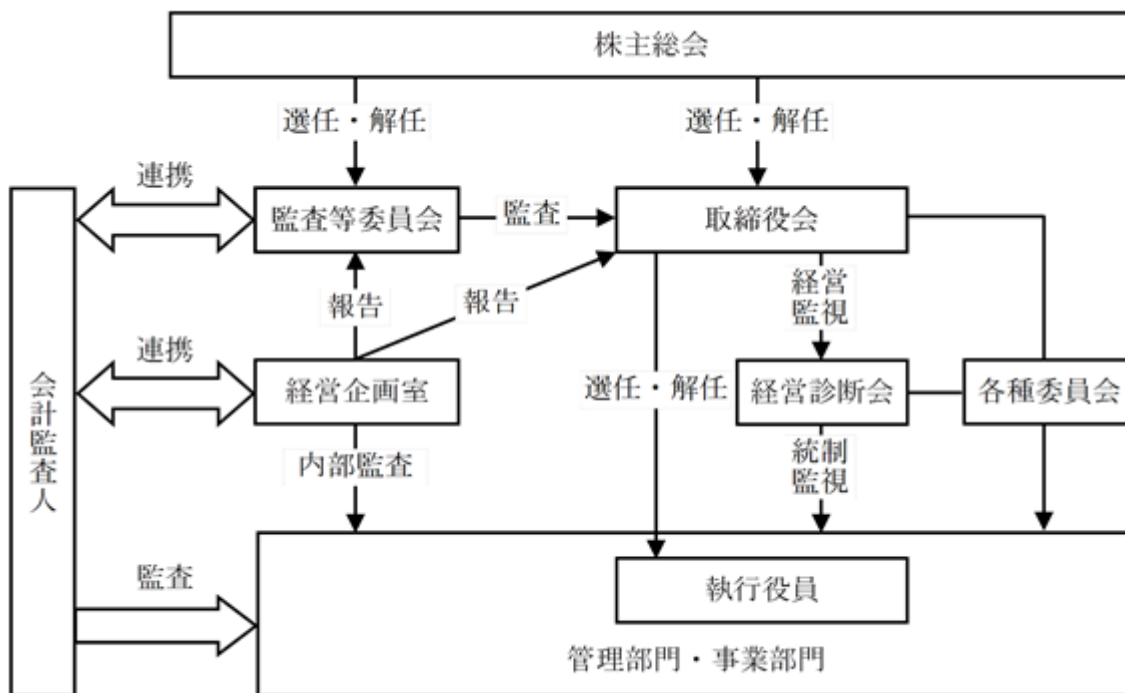 株主総会
選任・解任
選任・解任
連携
監査等委員会
監査
取締役会
報告
報告
経営
監視
連携
経営企画室
選任・解任
経営診断会
各種委員会
会計監査人
内部監査
統制
監視
監査
執行役員
管理部門・事業部門